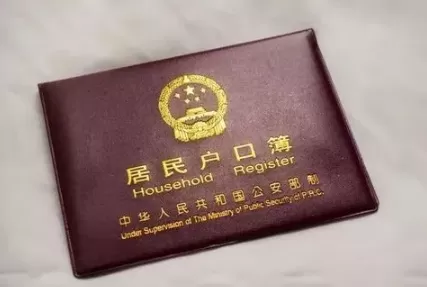 居民户口簿
Household Register
中华人民共和国公安部制
Under Supervision of The Ministry of Public Security of P.R.C.